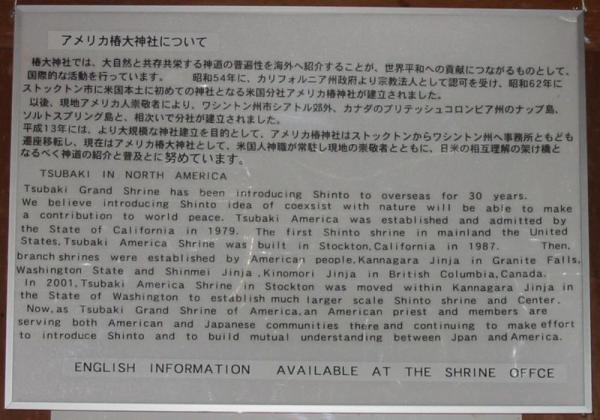 アメリカ椿大神社について
椿大神社では、大自然と共存共栄する神道の普遍性を海外へ紹介することが、世界平和への貢献につながるものとして、
国際的な活動を行っています。 昭和54年に、カリフォルニア州政府より宗教法人として認可を受け、昭和62年に
ストックトン市に米国本土に初めての神社となる米国分社アメリカ椿神社が建立されました。
以後、現地アメリカ人崇敬者により、ワシントン州市シアトル郊外、カナダのブリテッシュコロンビア州のナップ島、
ソルトスプリング島と、相次いで分社が建立されました。
平成13年には、より大規模な神社建立を目的として、アメリカ椿神社はストックトンからワシントン州へ事務所ともども
遷座移転し、現在はアメリカ椿大神社として、米国人神職が常駐し現地の崇敬者とともに、日米の相互理解の架け橋と
なるべく神道の紹介と普及とに 努めています。
TSUBAKI IN NORTH AMERICA
Tsubaki Grand Shrine has been introducing Shinto to overseas for 30 years.
We believe introducing Shinto idea of coexsist with nature will be able to make
a contribution to world peace. Tsubaki America was established and admitted by
the State of California in 1979. The first Shinto shrine in mainland the United
States, Tsubaki America Shrine was built in Stockton, California in 1987. Then,
branch shrines were established by American people, Kannagara Jinja in Granite Falls,
Washington State and Shinmei Jinja , Kinomori Jinja in British Columbia, Canada.
In 2001, Tsubaki America Shrine in Stockton was moved within Kannagara Jinja in
the State of Washington to establish much larger scale Shinto shrine and Center.
Now, as Tsubaki Grand Shrine of America, an American priest and members are
serving both American and Japanese communities there and continuing to make effort
to introduce Shinto and to build mutual understanding between Jpan and America.
ENGLISH INFORMATION AVAILABLE AT THE SHRINE OFFCE